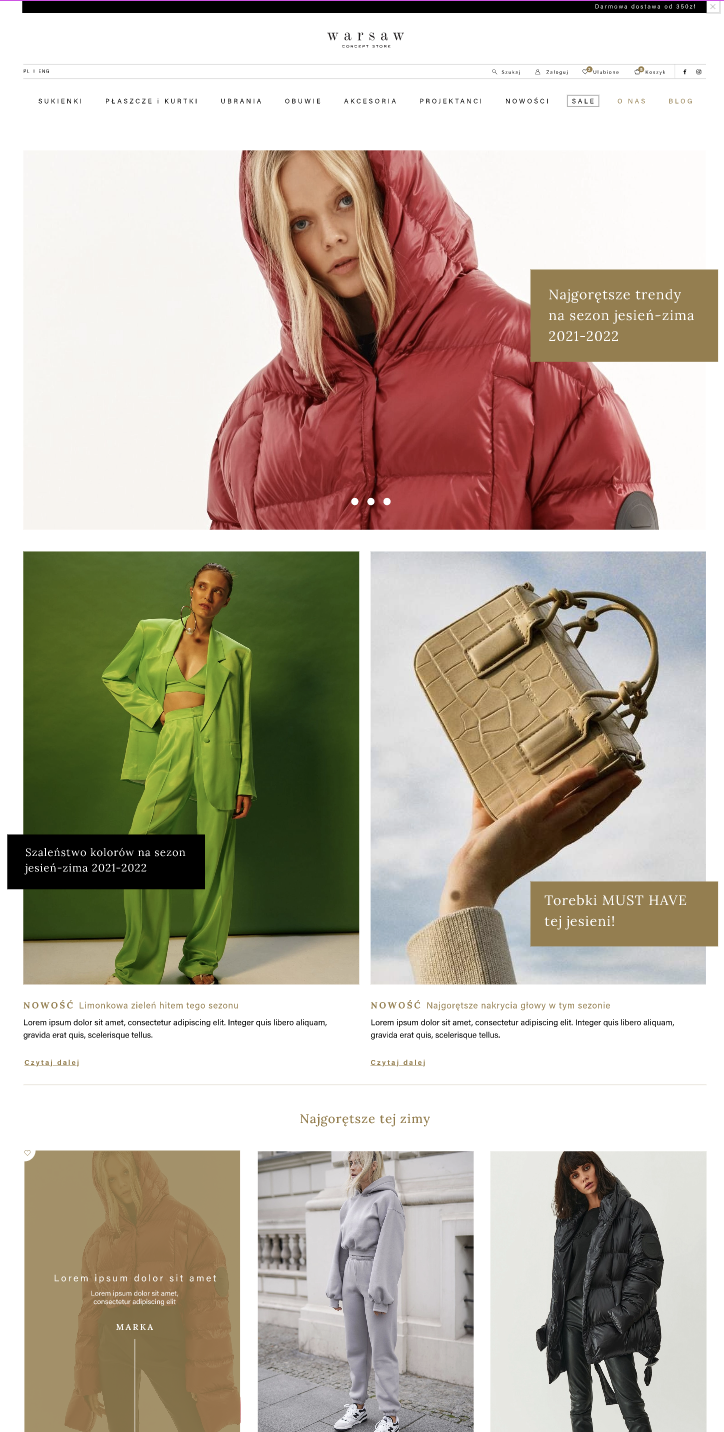 Darmowa dostawa od 350zł
warsaw
CONCEPT STORE
PL | ENG
Szukaj
Zaloguj
Ulubione
Koszyk
SUKIENKI
PŁASZCZE i KURTKI
UBRANIA
OBUWIE
AKCESORIA
PROJEKTANCI
NOWOŚCI
SALE
O NAS
BLOG
Najgorętsze trendy
na sezon jesień-zima
2021-2022
Szaleństwo kolorów na sezon
jesień-zima 2021-2022
Torebki MUST HAVE
tej jesieni!
NOWOŚĆ Limonkowa zieleń hitem tego sezonu
Lorem ipsum dolor sit amet, consectetur adipiscing elit. Integer quis libero aliquam,
gravida erat quis, scelerisque tellus.
Czytaj dalej
NOWOŚĆ Najgorętsze nakrycia głowy w tym sezonie
Lorem ipsum dolor sit amet, consectetur adipiscing elit. Integer quis libero aliquam,
gravida erat quis, scelerisque tellus.
Czytaj dalej
Najgorętsze tej zimy
Lorem ipsum dolor sit amet
Lorem ipsum dolor sit amet,
consectetur adipiscing elit
MARKA